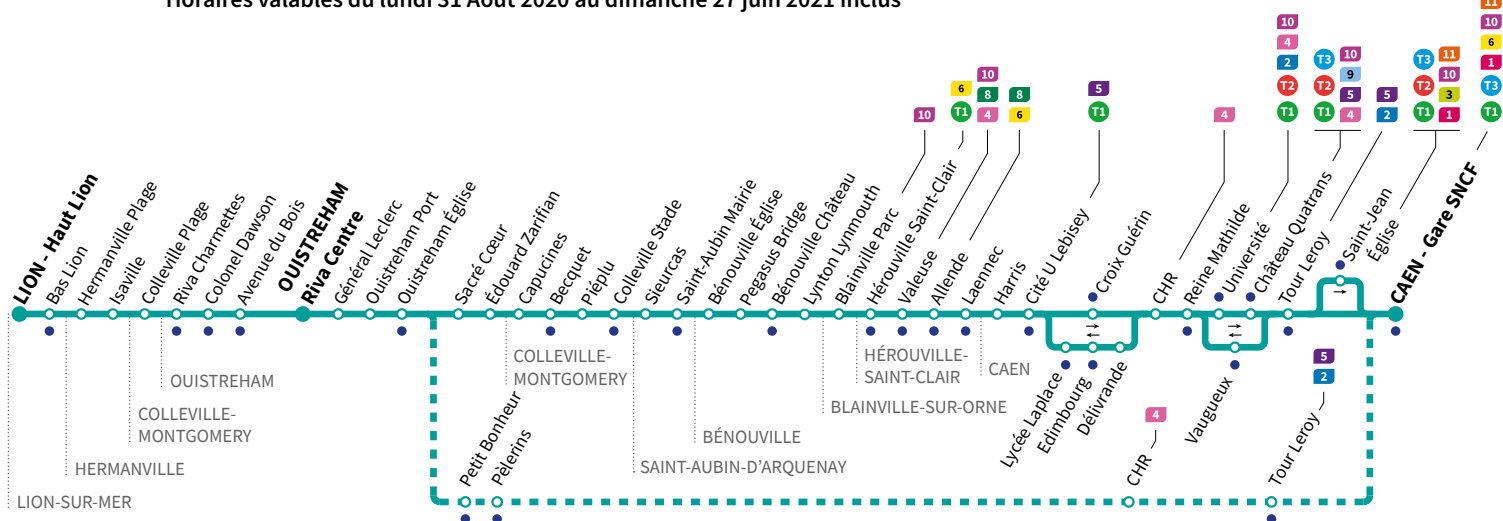 Horaires valables du lundi 31 Août 2020 au dimanche 27 juin 2021 inclus
LION - Haut Lion
Bas Lion
Hermanville Plage
Isaville
Colleville Plage
Riva Charmettes
Colonel Dawson
Avenue du Bois
OUISTREHAM
Riva Centre
Général Leclerc
Ouistreham Port
Ouistreham Église
Sacré Cœur
Édouard Zarifian
Capucines
Becquet
Piéplu
Colleville Stade
Sieurcas
Saint-Aubin Mairie
Bénouville Église
Pegasus Bridge
Bénouville Château
Lynton Lynmouth
Blainville Parc
10
Hérouville Saint-Clair
6
T1
Valeuse
10
8
4
Allende
8
6
Laennec
Harris
Cité U Lebisey
5
T1
Croix Guérin
CHR
4
Reine Mathilde
Université
10
4
2
T2
T1
Château Quatrans
T3 10
T2 9
5
T1 4
Tour Leroy
5
2
Saint-Jean
Église
T3 11
T2 10
3
T1 1
CAEN - Gare SNCF
11
10
6
1
T3
T1
Lycée Laplace
Edimbourg
Délivrande
Vaugueux
Petit Bonheur
Pèlerins
CHR
4
Tour Leroy
5
2
LION-SUR-MER
HERMANVILLE
COLLEVILLE-
MONTGOMERY
OUISTREHAM
COLLEVILLE-
MONTGOMERY
SAINT-AUBIN-D'ARQUENAY
BÉNOUVILLE
BLAINVILLE-SUR-ORNE
HÉROUVILLE-
SAINT-CLAIR
CAEN